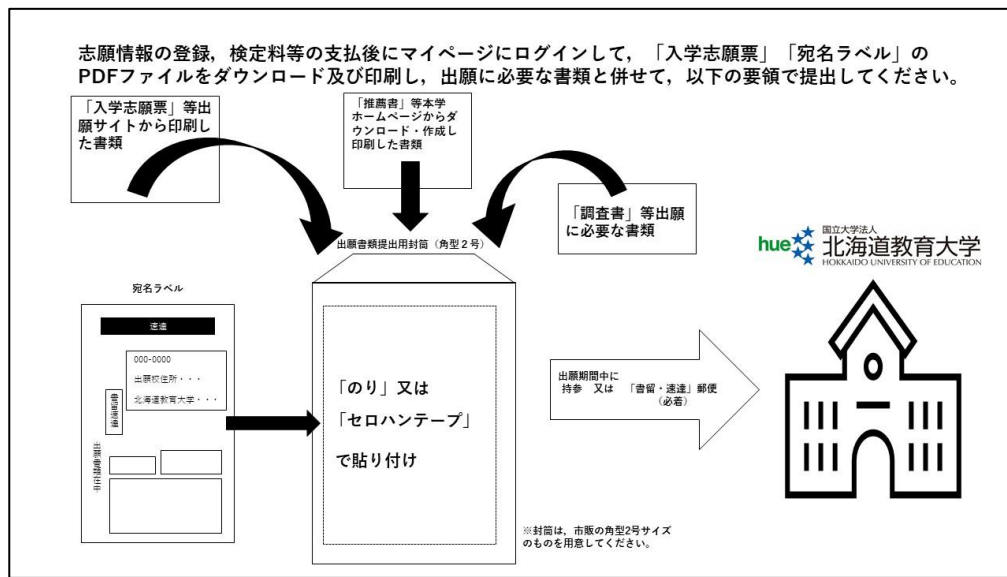 志願情報の登録，検定料等の支払後にマイページにログインして，「入学志願票」「宛名ラベル」の
PDFファイルをダウンロード及び印刷し，出願に必要な書類と併せて，以下の要領で提出してください。
「入学志願票」等出
願サイトから印刷し
た書類
「推薦書」等本学
ホームページからダ
ウンロード・作成し
印刷した書類
「調査書」等出願
に必要な書類
出願書類提出用封筒（角型２号）
hue
国立大学法人
北海道教育大学
HOKKAIDO UNIVERSITY OF EDUCATION
宛名ラベル
速達
000-0000
出願校住所・・・
北海道教育大学・・・
書留速達
出願書類在中
「のり」又は
「セロハンテープ」
で貼り付け
出願期間中に
持参　又は　「書留・速達」郵便
（必着）
※封筒は，市販の角型2号サイズ
のものを用意してください。